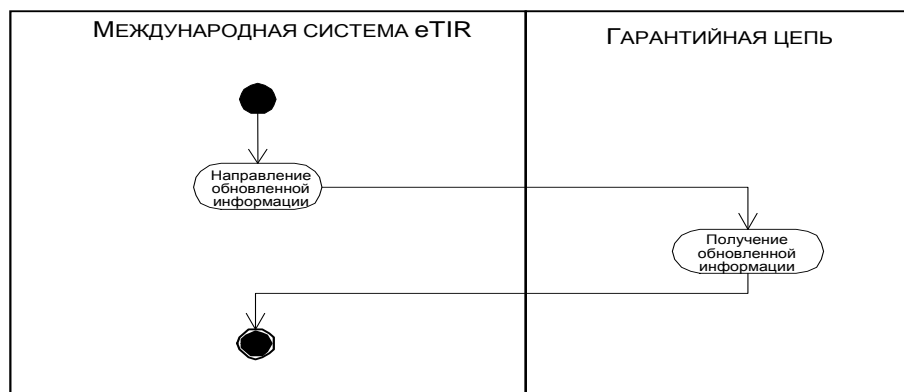 МЕЖДУНАРОДНАЯ СИСТЕМА eTIR
ГАРАНТИЙНАЯ ЦЕПЬ
Направление
обновленной
информации
Получение
обновленной
информации